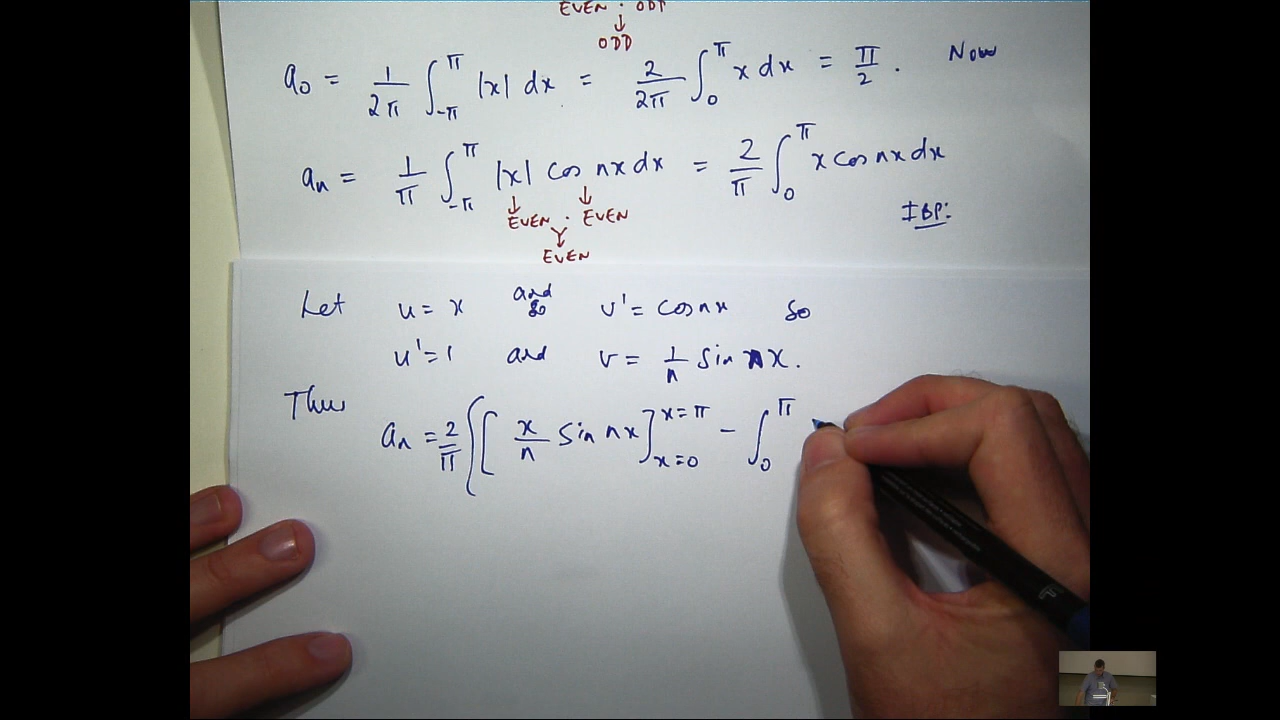 EVEN · ODD
↓
ODD
a₀ = 1/2π ∫_{-π}^{π} |x| dx = 2/2π ∫_0^π x dx = π/2 . Now
aₙ = 1/π ∫_{-π}^{π} |x| cos nx dx = 2/π ∫_0^π x cos nx dx
↓ ↓
EVEN · EVEN
IBP:
↓
EVEN
Let u = x and so v' = cos nx so
u' = 1 and v = 1/n sin nx.
Thus
aₙ = 2/π ( [ x/n sin nx ]_{x=0}^{x=π} − ∫_0^π